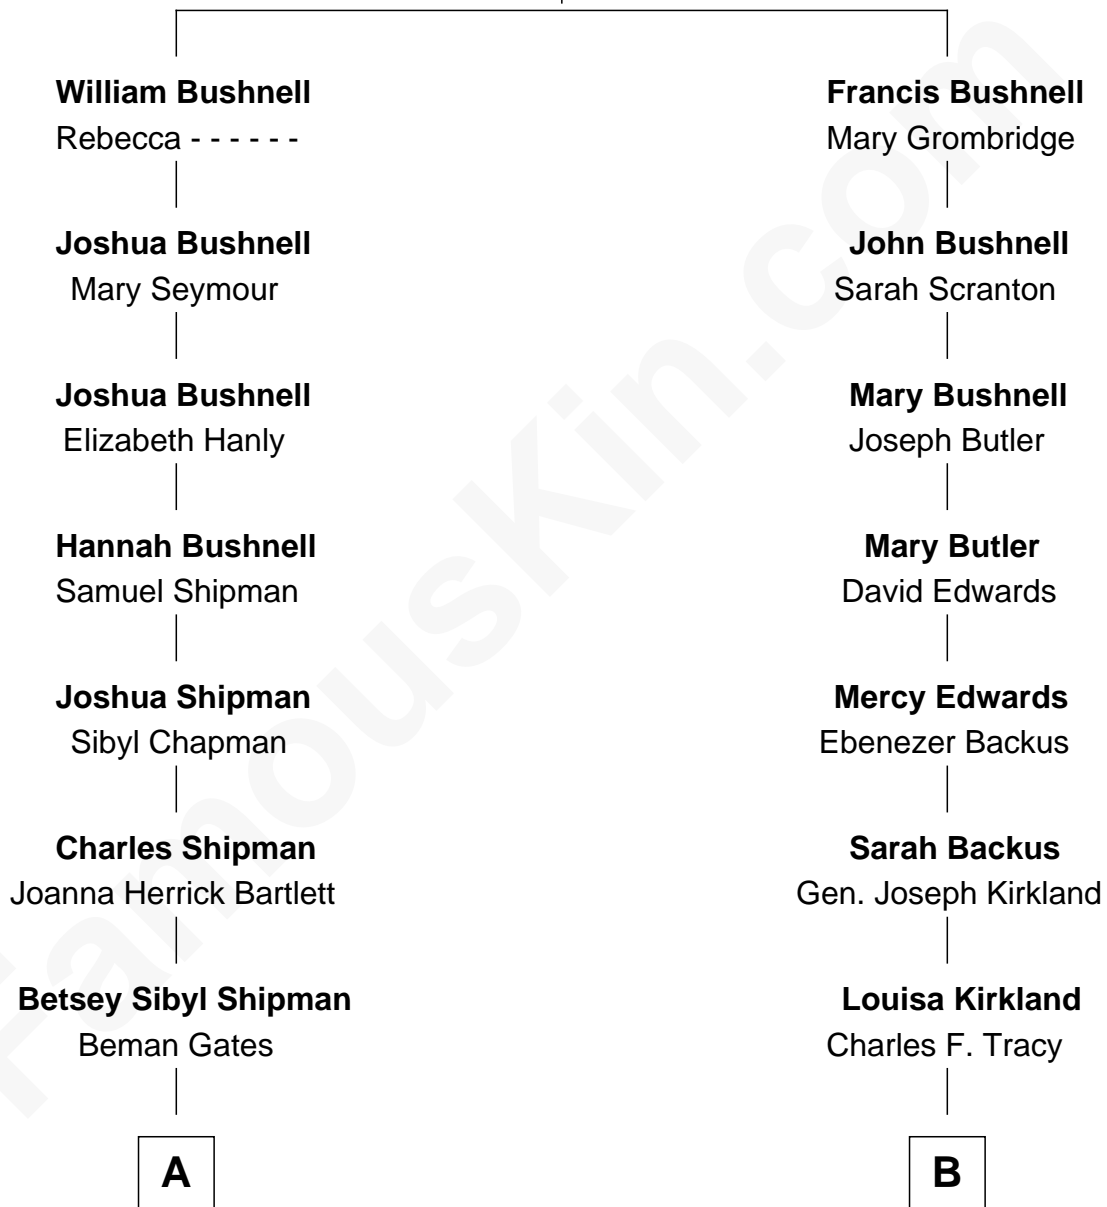 William Bushnell
Rebecca - - - - - -
Francis Bushnell
Mary Grombridge
Joshua Bushnell
Mary Seymour
John Bushnell
Sarah Scranton
Joshua Bushnell
Elizabeth Hanly
Mary Bushnell
Joseph Butler
Hannah Bushnell
Samuel Shipman
Mary Butler
David Edwards
Joshua Shipman
Sibyl Chapman
Mercy Edwards
Ebenezer Backus
Charles Shipman
Joanna Herrick Bartlett
Sarah Backus
Gen. Joseph Kirkland
Betsey Sibyl Shipman
Beman Gates
Louisa Kirkland
Charles F. Tracy
A
B
FamousKin.com